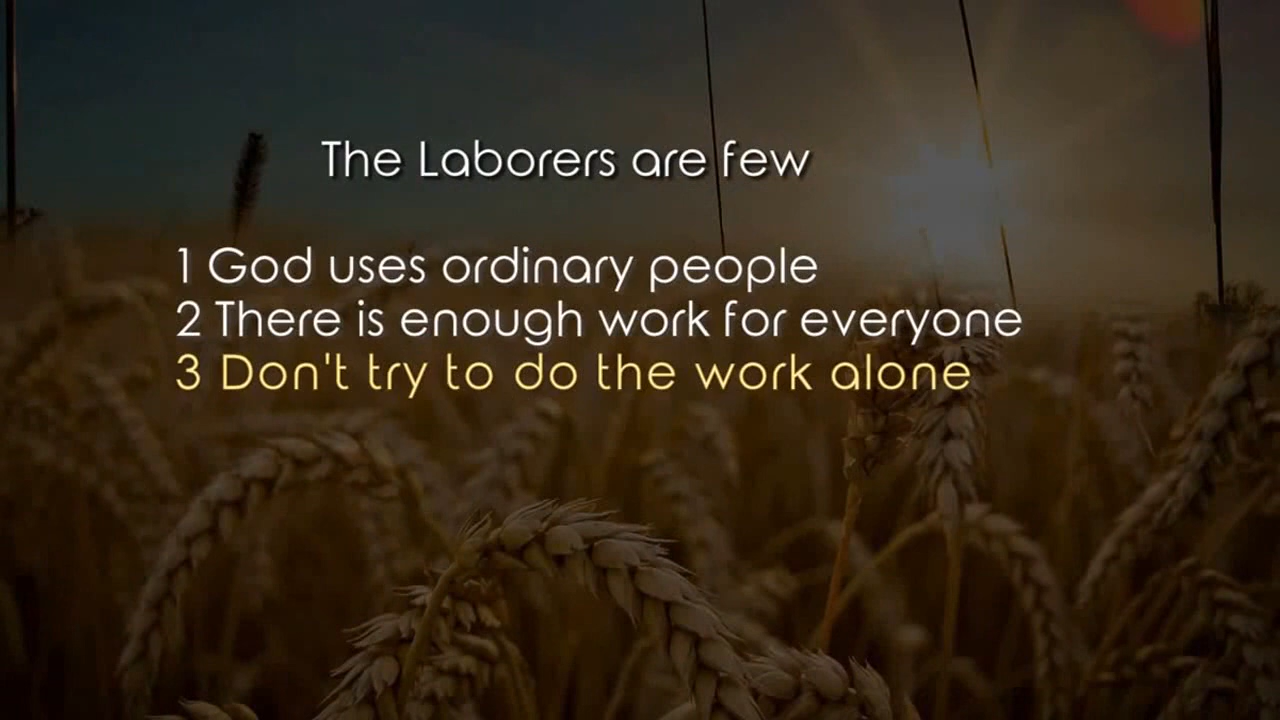 The Laborers are few
1 God uses ordinary people
2 There is enough work for everyone
3 Don't try to do the work alone